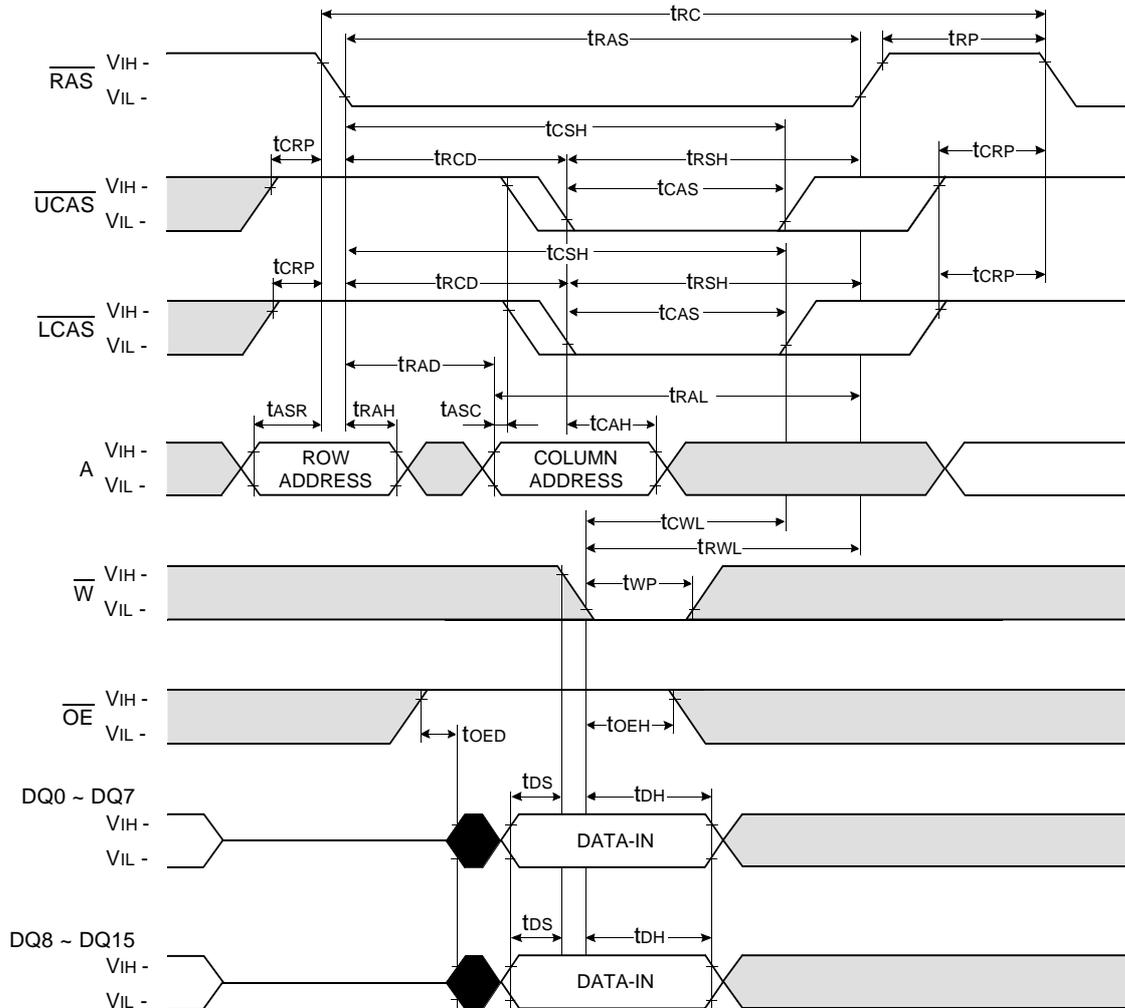 tRC
tRAS
tRP
RAS
VIH -
VIL -
tCSH
tCRP
tRCD
tRSH
tCRP
UCAS
VIH -
VIL -
tCAS
tCSH
tCRP
tRCD
tRSH
tCRP
LCAS
VIH -
VIL -
tCAS
tRAD
tRAL
tASR
tRAH
tASC
tCAH
A
VIH -
VIL -
ROW
ADDRESS
COLUMN
ADDRESS
tCWL
tRWL
W
VIH -
VIL -
tWP
OE
VIH -
VIL -
tOED
tOEH
DQ0 ~ DQ7
VIH -
VIL -
tDS
tDH
DATA-IN
DQ8 ~ DQ15
VIH -
VIL -
tDS
tDH
DATA-IN